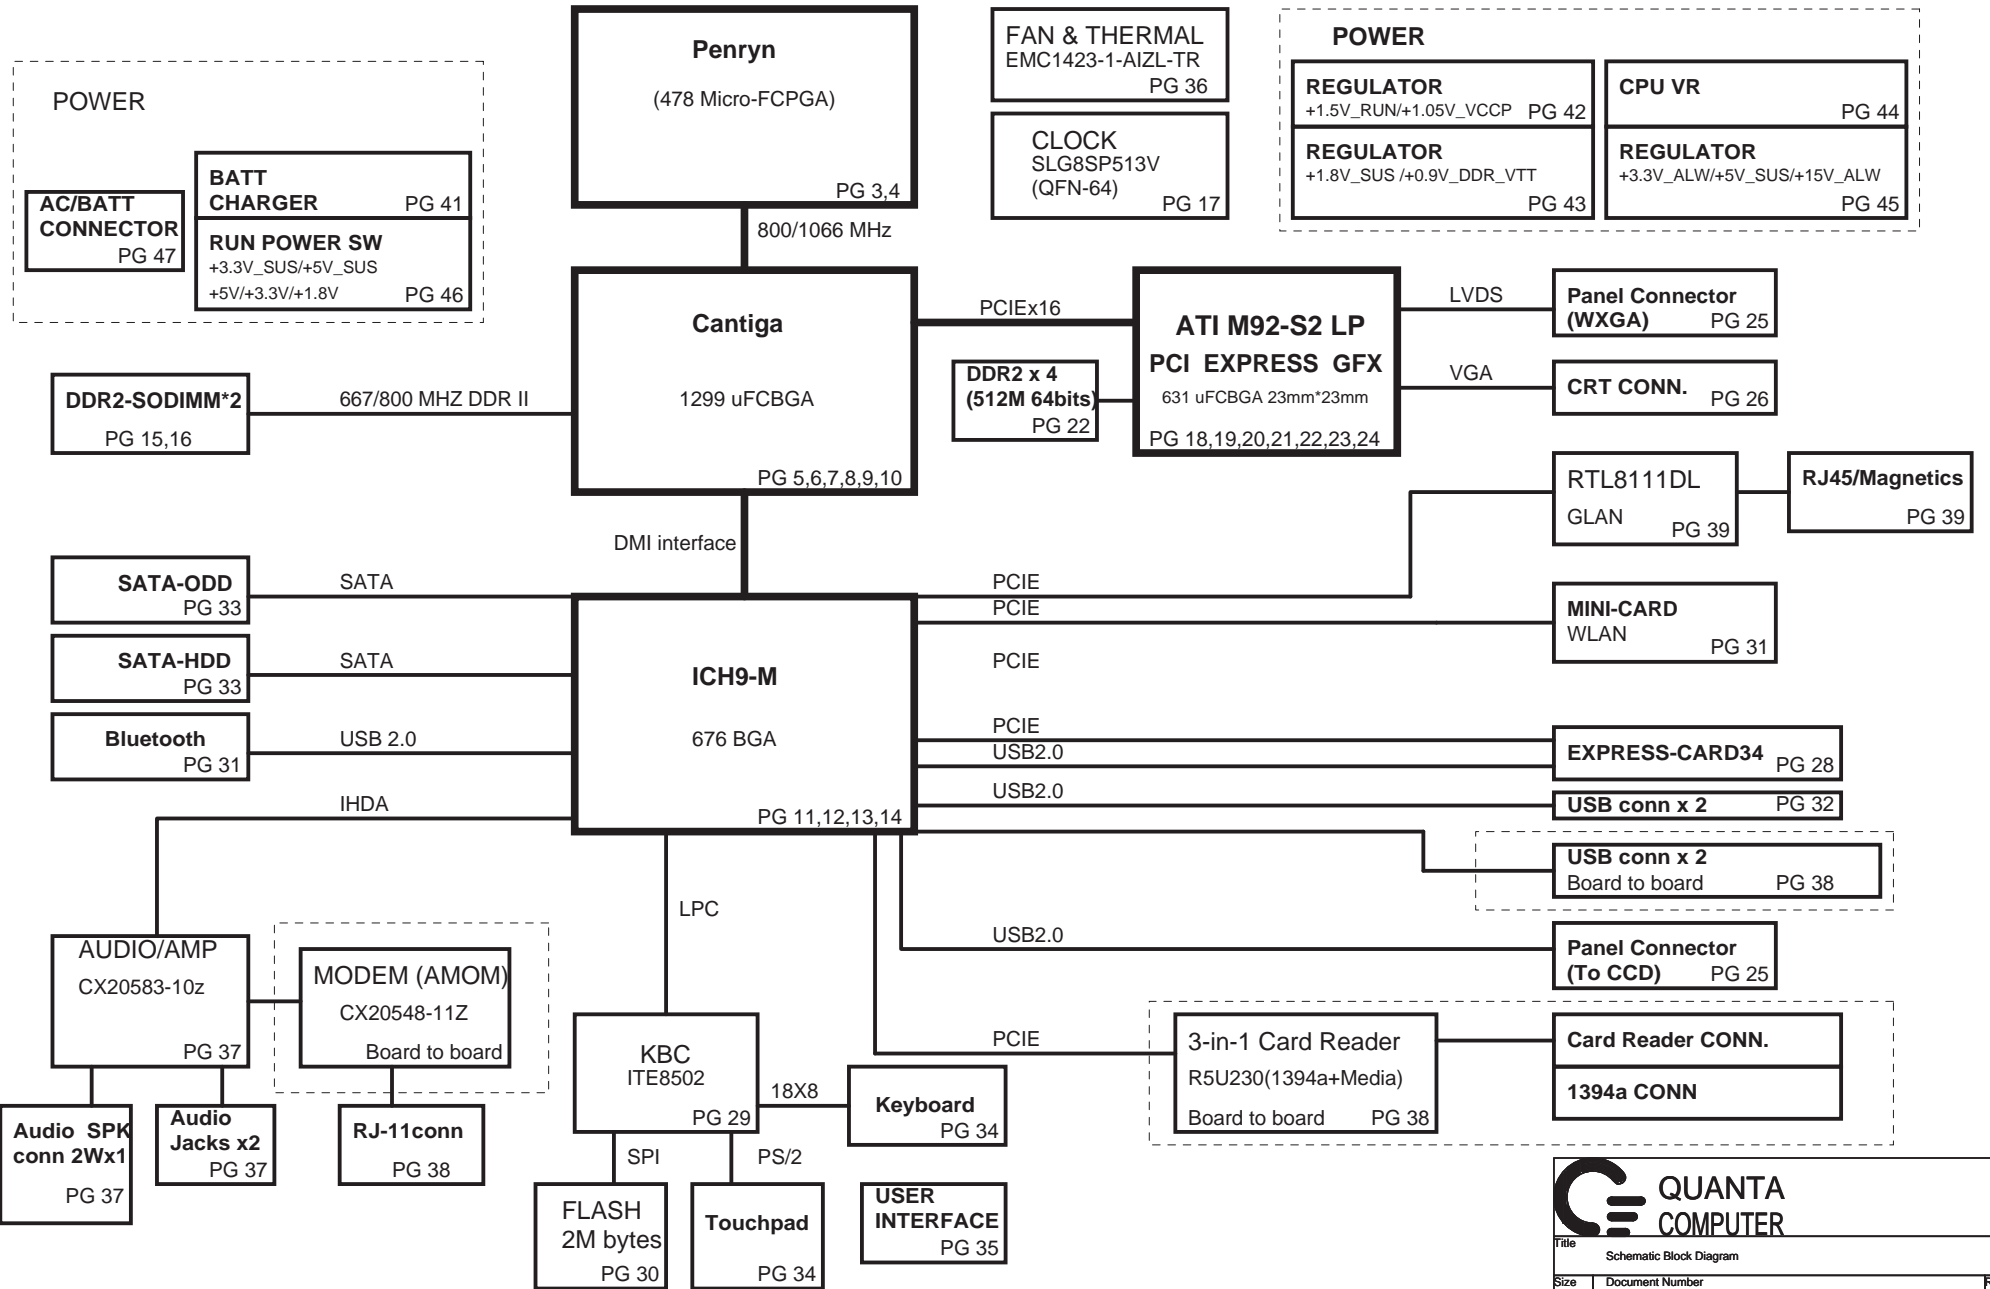 Penryn
(478 Micro-FCPGA)
PG 3,4
FAN & THERMAL
EMC1423-1-AIZL-TR
PG 36
CLOCK
SLG8SP513V
(QFN-64)
PG 17
POWER
REGULATOR
+1.5V_RUN/+1.05V_VCCP PG 42
CPU VR
PG 44
REGULATOR
+1.8V_SUS /+0.9V_DDR_VTT
PG 43
REGULATOR
+3.3V_ALW/+5V_SUS/+15V_ALW
PG 45
POWER
AC/BATT
CONNECTOR
PG 47
BATT
CHARGER PG 41
RUN POWER SW
+3.3V_SUS/+5V_SUS
+5V/+3.3V/+1.8V PG 46
800/1066 MHz
Cantiga
1299 uFCBGA
PG 5,6,7,8,9,10
PCIEx16
ATI M92-S2 LP
PCI EXPRESS GFX
631 uFCBGA 23mm*23mm
PG 18,19,20,21,22,23,24
DDR2 x 4
(512M 64bits)
PG 22
LVDS
Panel Connector
(WXGA) PG 25
VGA
CRT CONN. PG 26
DDR2-SODIMM*2
PG 15,16
667/800 MHZ DDR II
RTL8111DL
GLAN PG 39
RJ45/Magnetics
PG 39
DMI interface
SATA-ODD
PG 33
SATA
SATA-HDD
PG 33
SATA
Bluetooth
PG 31
USB 2.0
IHDA
ICH9-M
676 BGA
PG 11,12,13,14
PCIE
PCIE
MINI-CARD
WLAN
PG 31
PCIE
PCIE
USB2.0
EXPRESS-CARD34 PG 28
USB2.0
USB conn x 2 PG 32
USB conn x 2
Board to board PG 38
USB2.0
Panel Connector
(To CCD) PG 25
LPC
AUDIO/AMP
CX20583-10z
PG 37
MODEM (AMOM)
CX20548-11Z
Board to board
Audio SPK
conn 2Wx1
PG 37
Audio
Jacks x2
PG 37
RJ-11conn
PG 38
KBC
ITE8502
PG 29
18X8
Keyboard
PG 34
SPI
PS/2
FLASH
2M bytes
PG 30
Touchpad
PG 34
USER
INTERFACE
PG 35
PCIE
3-in-1 Card Reader
R5U230(1394a+Media)
Board to board PG 38
Card Reader CONN.
1394a CONN
QUANTA
COMPUTER
Title
Schematic Block Diagram
Size Document Number